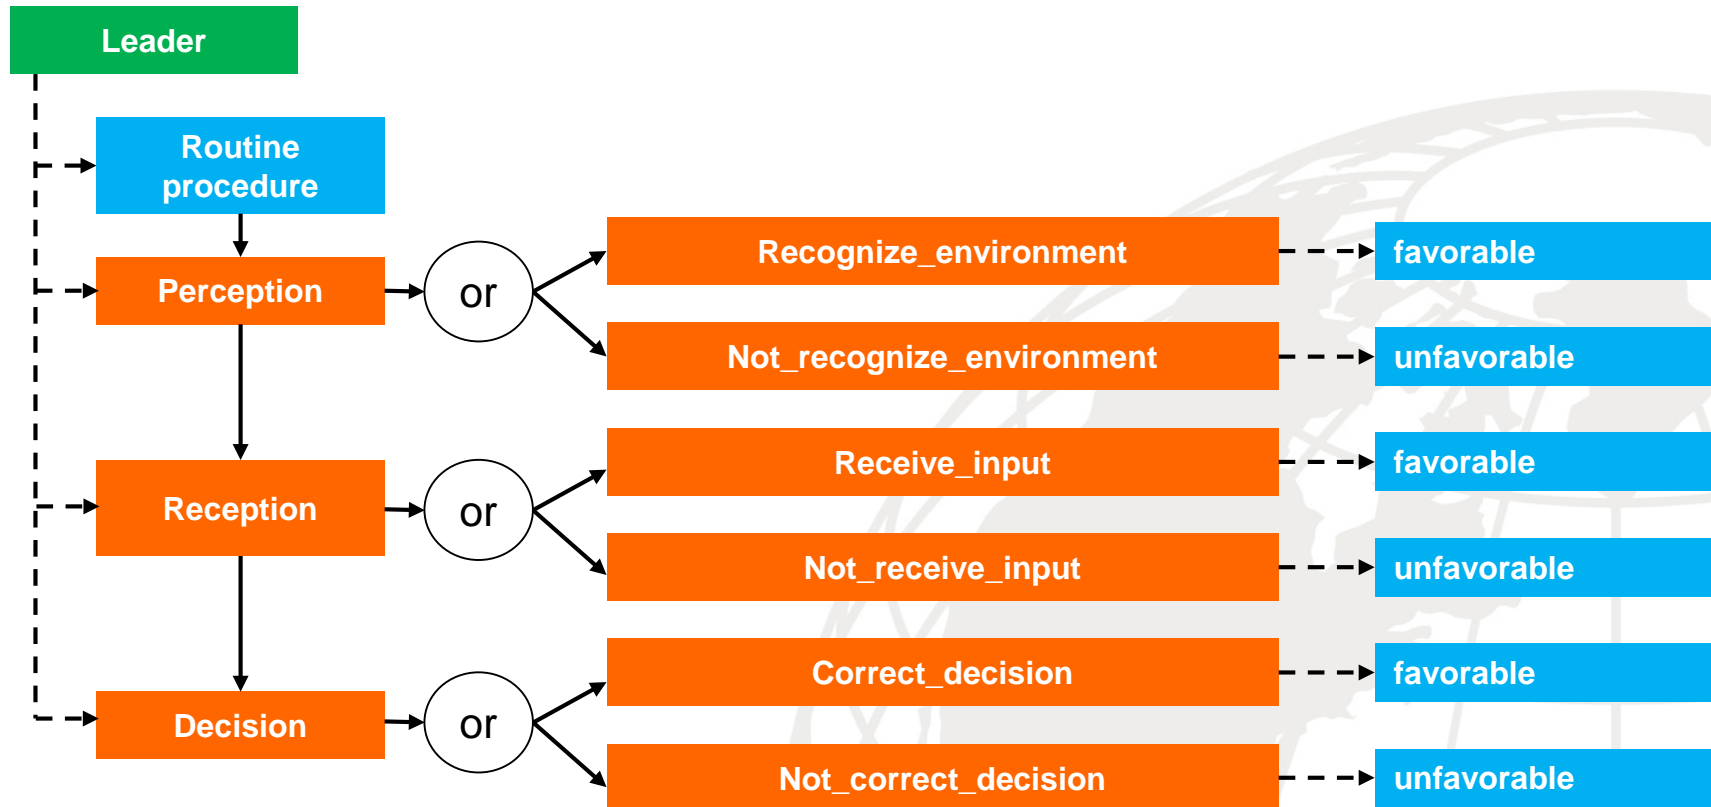 Leader
Routine
procedure
Perception
or
Recognize_environment
favorable
Not_recognize_environment
unfavorable
Reception
or
Receive_input
favorable
Not_receive_input
unfavorable
Decision
or
Correct_decision
favorable
Not_correct_decision
unfavorable